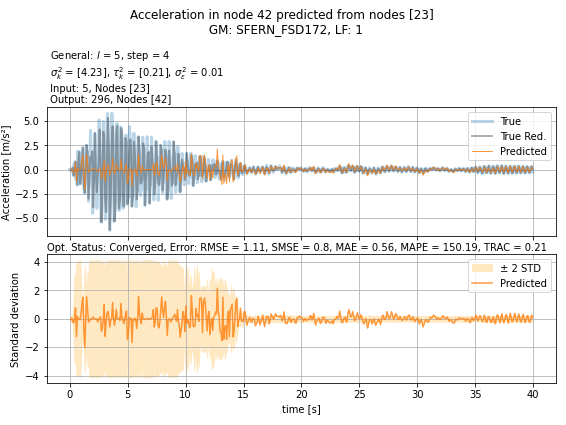 Acceleration in node 42 predicted from nodes [23]
GM: SFERN_FSD172, LF: 1
General: l = 5, step = 4
σ²ₖ = [4.23], τ²ₖ = [0.21], σ²ε = 0.01
Input: 5, Nodes [23]
Output: 296, Nodes [42]
Acceleration [m/s²]
5.0
2.5
0.0
−2.5
−5.0
True
True Red.
Predicted
Opt. Status: Converged, Error: RMSE = 1.11, SMSE = 0.8, MAE = 0.56, MAPE = 150.19, TRAC = 0.21
Standard deviation
4
2
0
−2
−4
± 2 STD
Predicted
0 5 10 15 20 25 30 35 40
time [s]